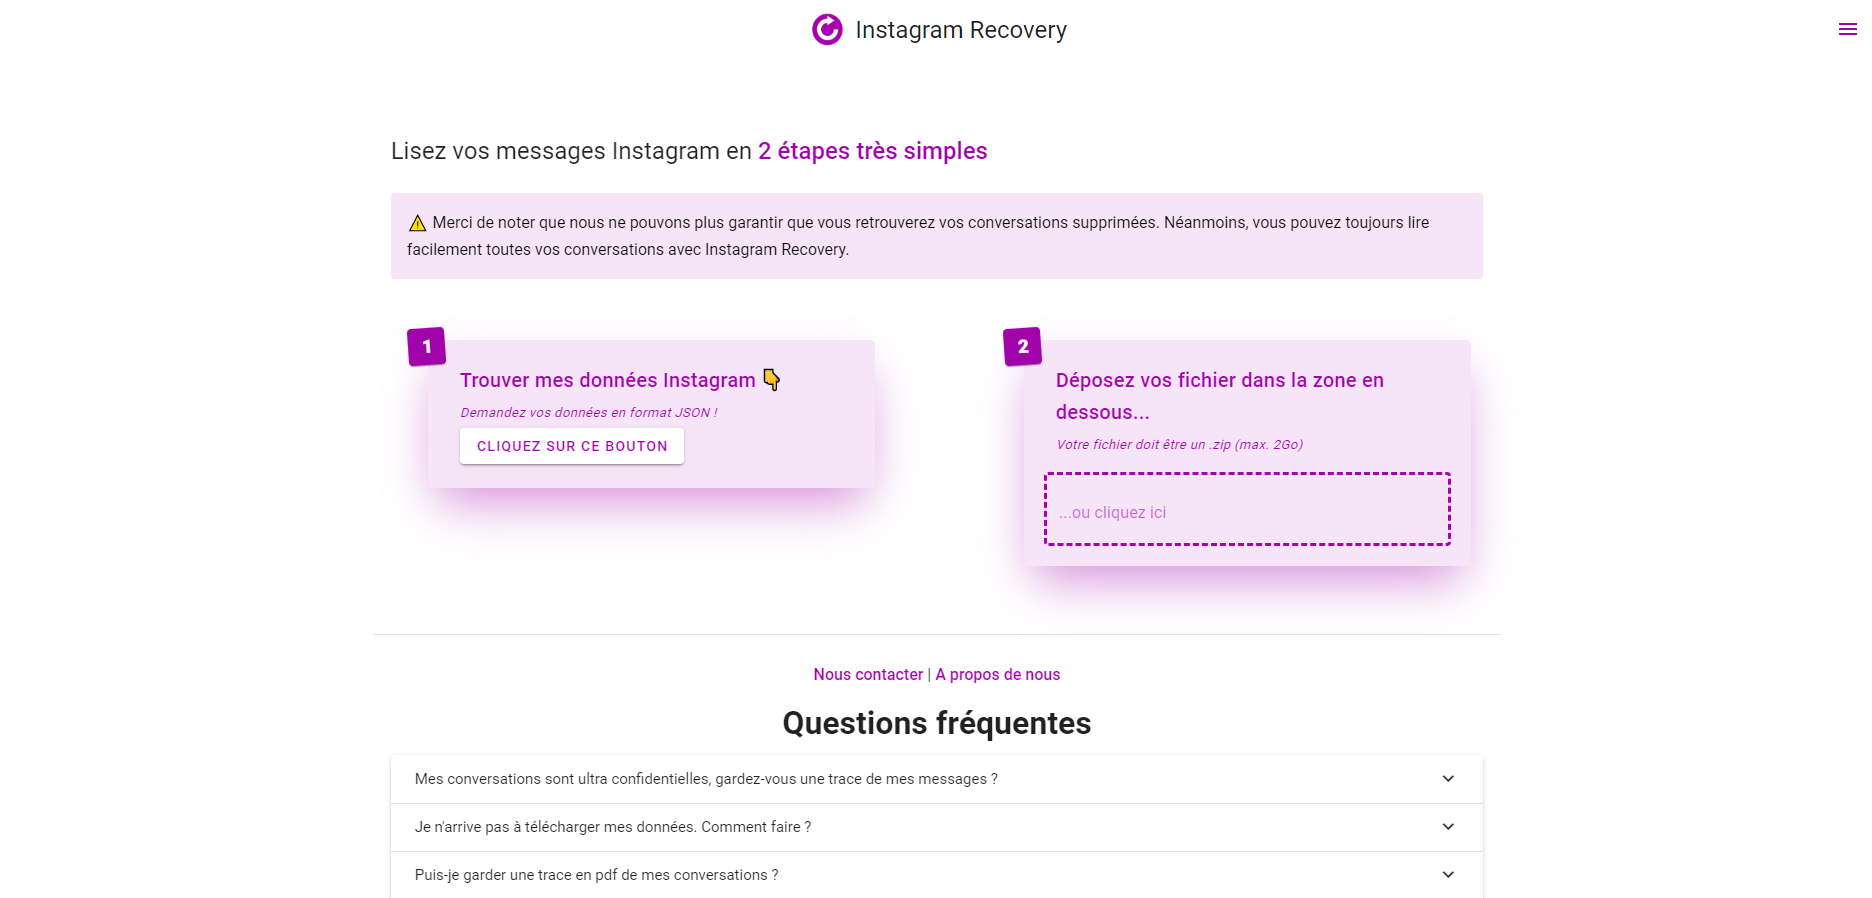 Instagram Recovery
Lisez vos messages Instagram en 2 étapes très simples
⚠️ Merci de noter que nous ne pouvons plus garantir que vous retrouverez vos conversations supprimées. Néanmoins, vous pouvez toujours lire
facilement toutes vos conversations avec Instagram Recovery.
1
Trouver mes données Instagram 👇
Demandez vos données en format JSON !
CLIQUEZ SUR CE BOUTON
2
Déposez vos fichier dans la zone en
dessous...
Votre fichier doit être un .zip (max. 2Go)
...ou cliquez ici
Nous contacter | A propos de nous
Questions fréquentes
Mes conversations sont ultra confidentielles, gardez-vous une trace de mes messages ?
Je n'arrive pas à télécharger mes données. Comment faire ?
Puis-je garder une trace en pdf de mes conversations ?